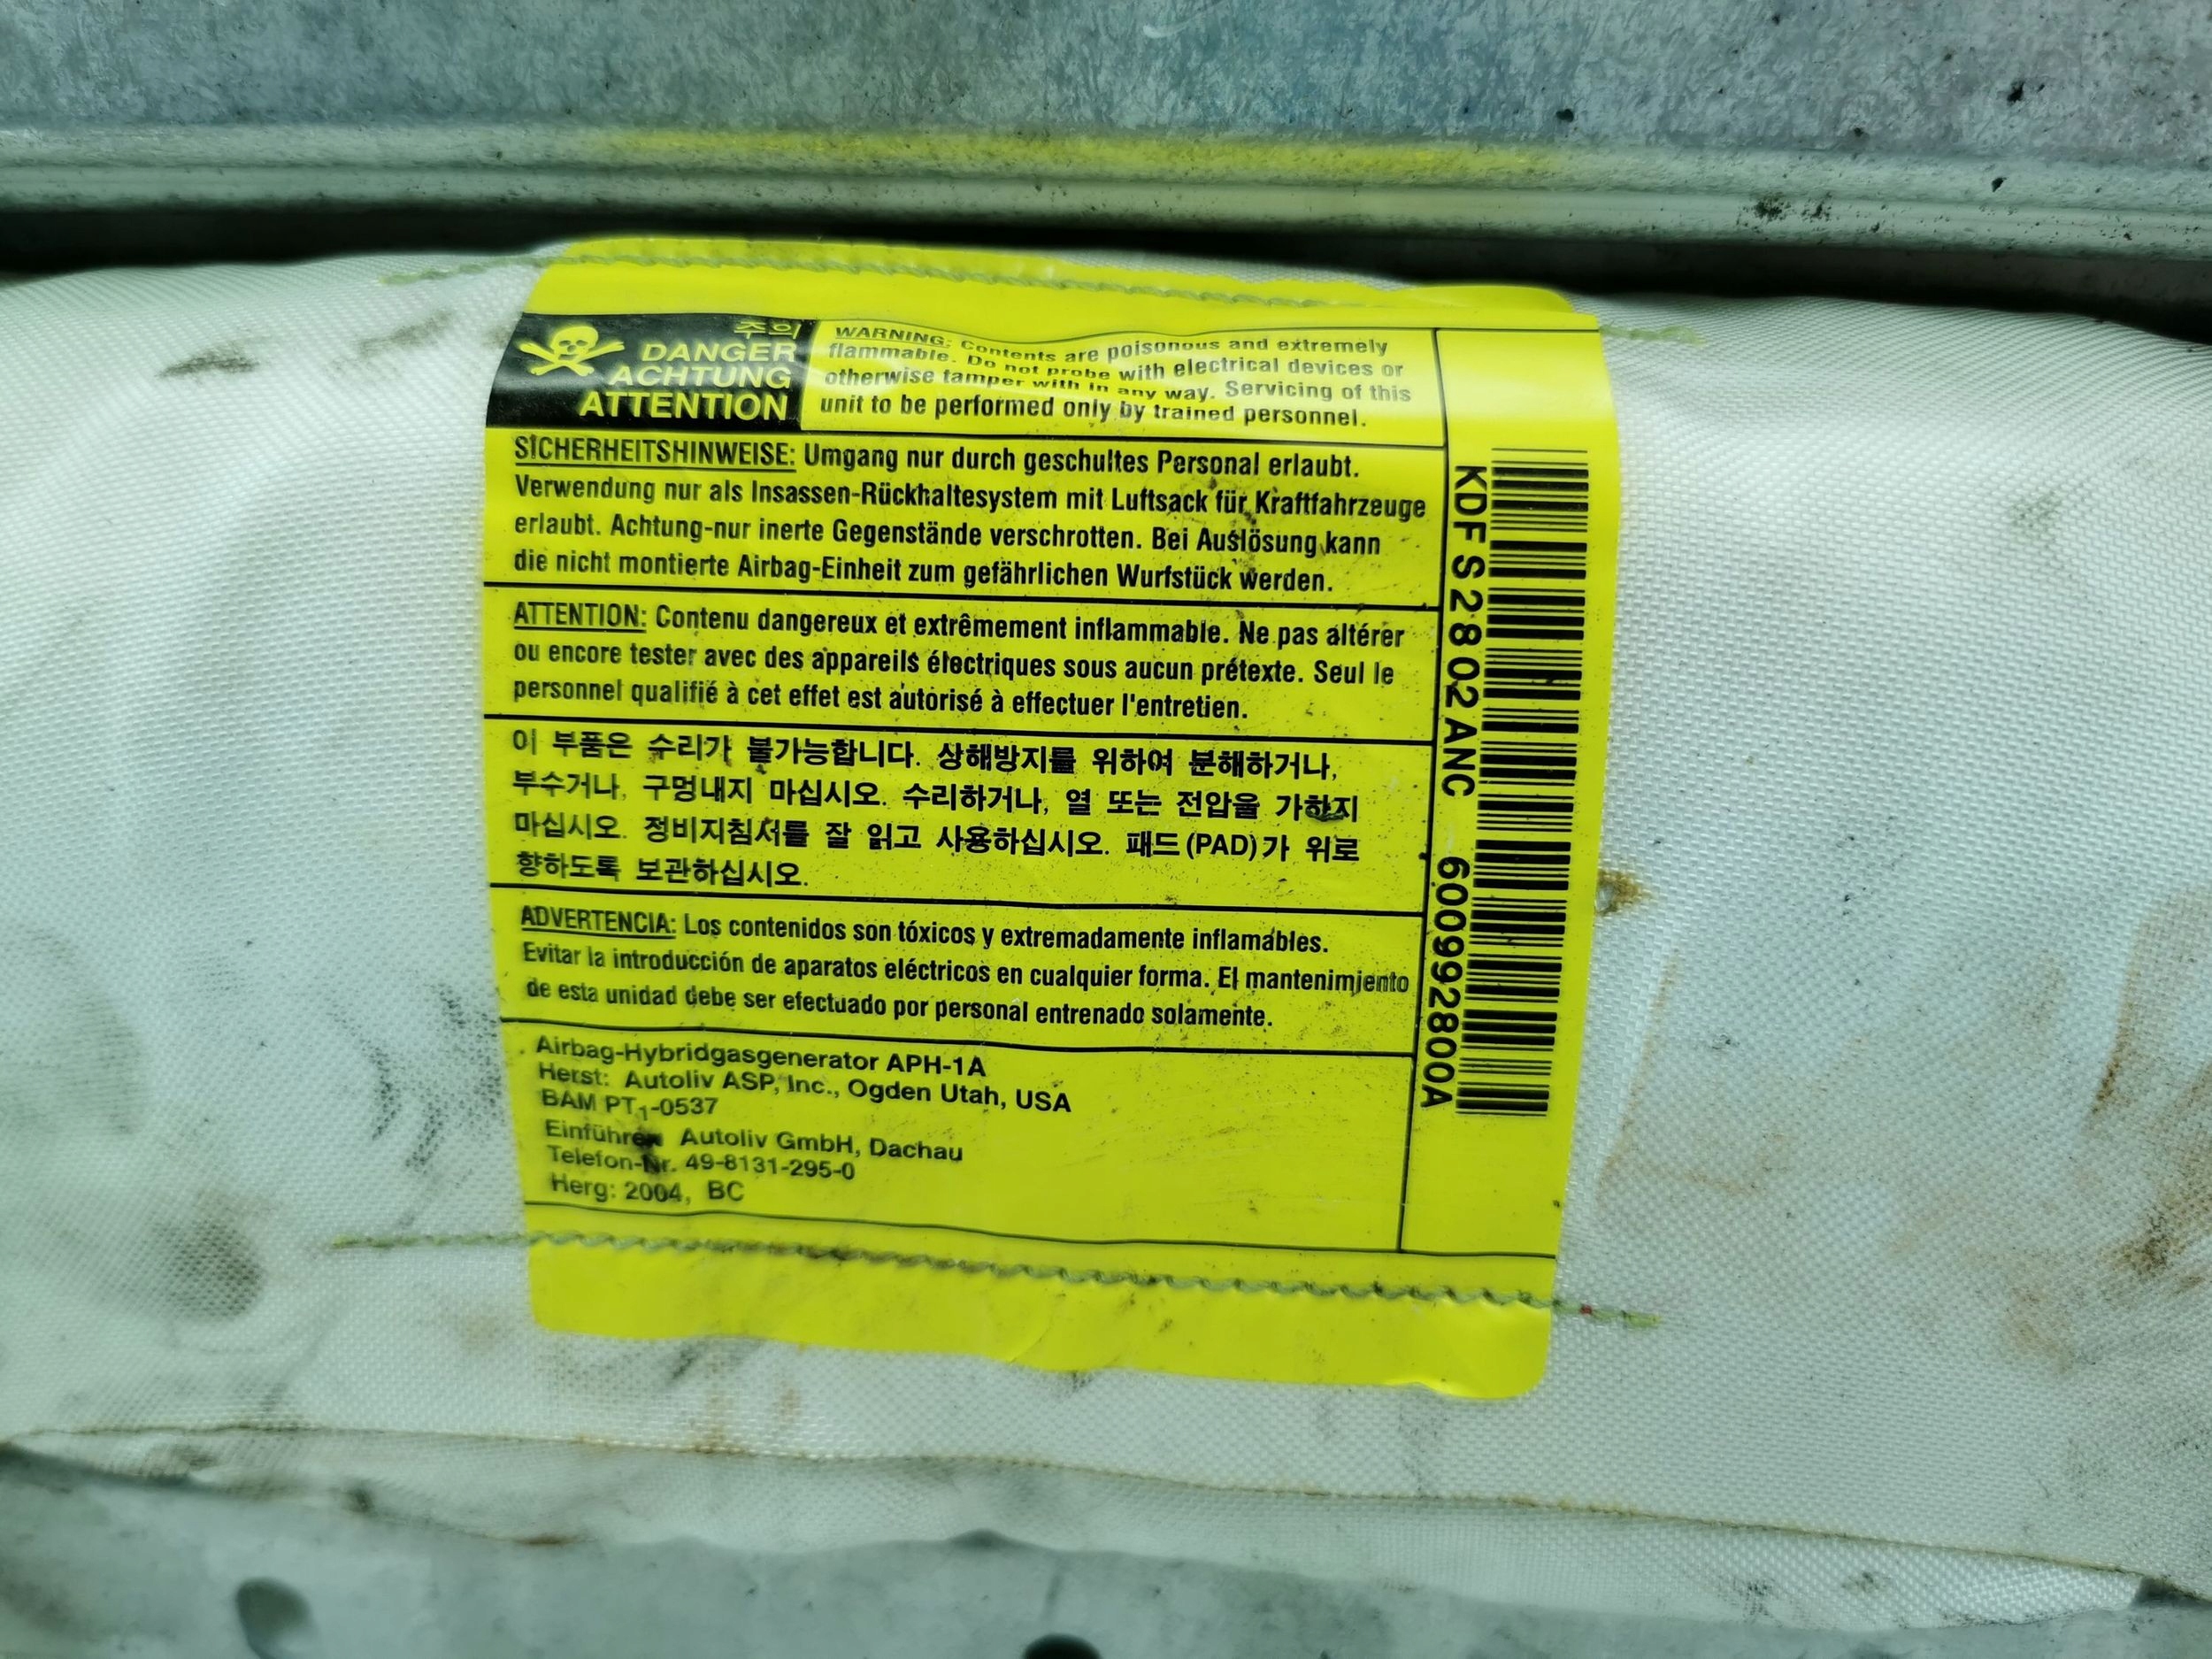 주의
DANGER
ACHTUNG
ATTENTION
WARNING: Contents are poisonous and extremely
flammable. Do not probe with electrical devices or
otherwise tamper with in any way. Servicing of this
unit to be performed only by trained personnel.
SICHERHEITSHINWEISE: Umgang nur durch geschultes Personal erlaubt.
Verwendung nur als Insassen-Rückhaltesystem mit Luftsack für Kraftfahrzeuge
erlaubt. Achtung-nur inerte Gegenstände verschrotten. Bei Auslösung kann
die nicht montierte Airbag-Einheit zum gefährlichen Wurfstück werden.
ATTENTION: Contenu dangereux et extrêmement inflammable. Ne pas altérer
ou encore tester avec des appareils électriques sous aucun prétexte. Seul le
personnel qualifié à cet effet est autorisé à effectuer l'entretien.
이 부품은 수리가 불가능합니다. 상해방지를 위하여 분해하거나,
부수거나, 구멍내지 마십시오. 수리하거나, 열 또는 전압을 가하지
마십시오. 정비지침서를 잘 읽고 사용하십시오. 패드(PAD)가 위로
향하도록 보관하십시오.
ADVERTENCIA: Los contenidos son tóxicos y extremadamente inflamables.
Evitar la introducción de aparatos eléctricos en cualquier forma. El mantenimiento
de esta unidad debe ser efectuado por personal entrenado solamente.
Airbag-Hybridgasgenerator APH-1A
Herst: Autoliv ASP, Inc., Ogden Utah, USA
BAM PT1-0537
Einführer Autoliv GmbH, Dachau
Telefon-Nr. 49-8131-295-0
Herg: 2004, BC
KDFS2802ANC 600992800A